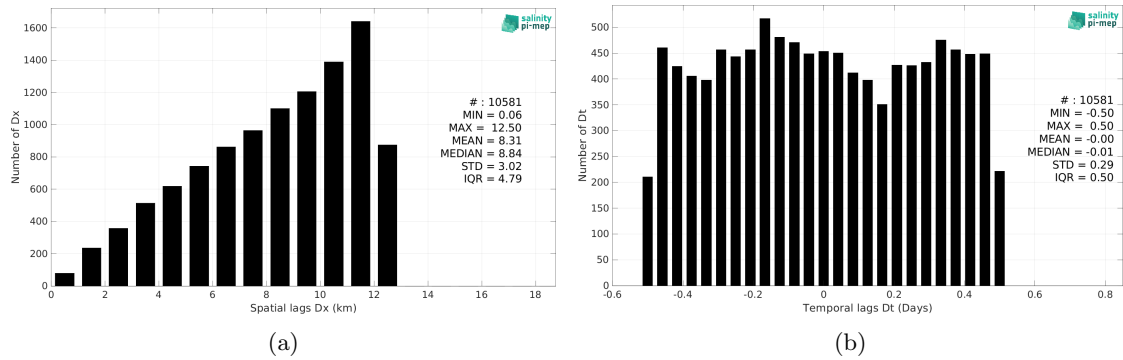 salinity
pi-mep
Number of Dx
1600
1400
1200
1000
800
600
400
200
0
# : 10581
MIN = 0.06
MAX = 12.50
MEAN = 8.31
MEDIAN = 8.84
STD = 3.02
IQR = 4.79
0 2 4 6 8 10 12 14 16 18
Spatial lags Dx (km)
(a)
salinity
pi-mep
Number of Dt
500
450
400
350
300
250
200
150
100
50
0
# : 10581
MIN = -0.50
MAX = 0.50
MEAN = -0.00
MEDIAN = -0.01
STD = 0.29
IQR = 0.50
-0.6 -0.4 -0.2 0 0.2 0.4 0.6 0.8
Temporal lags Dt (Days)
(b)